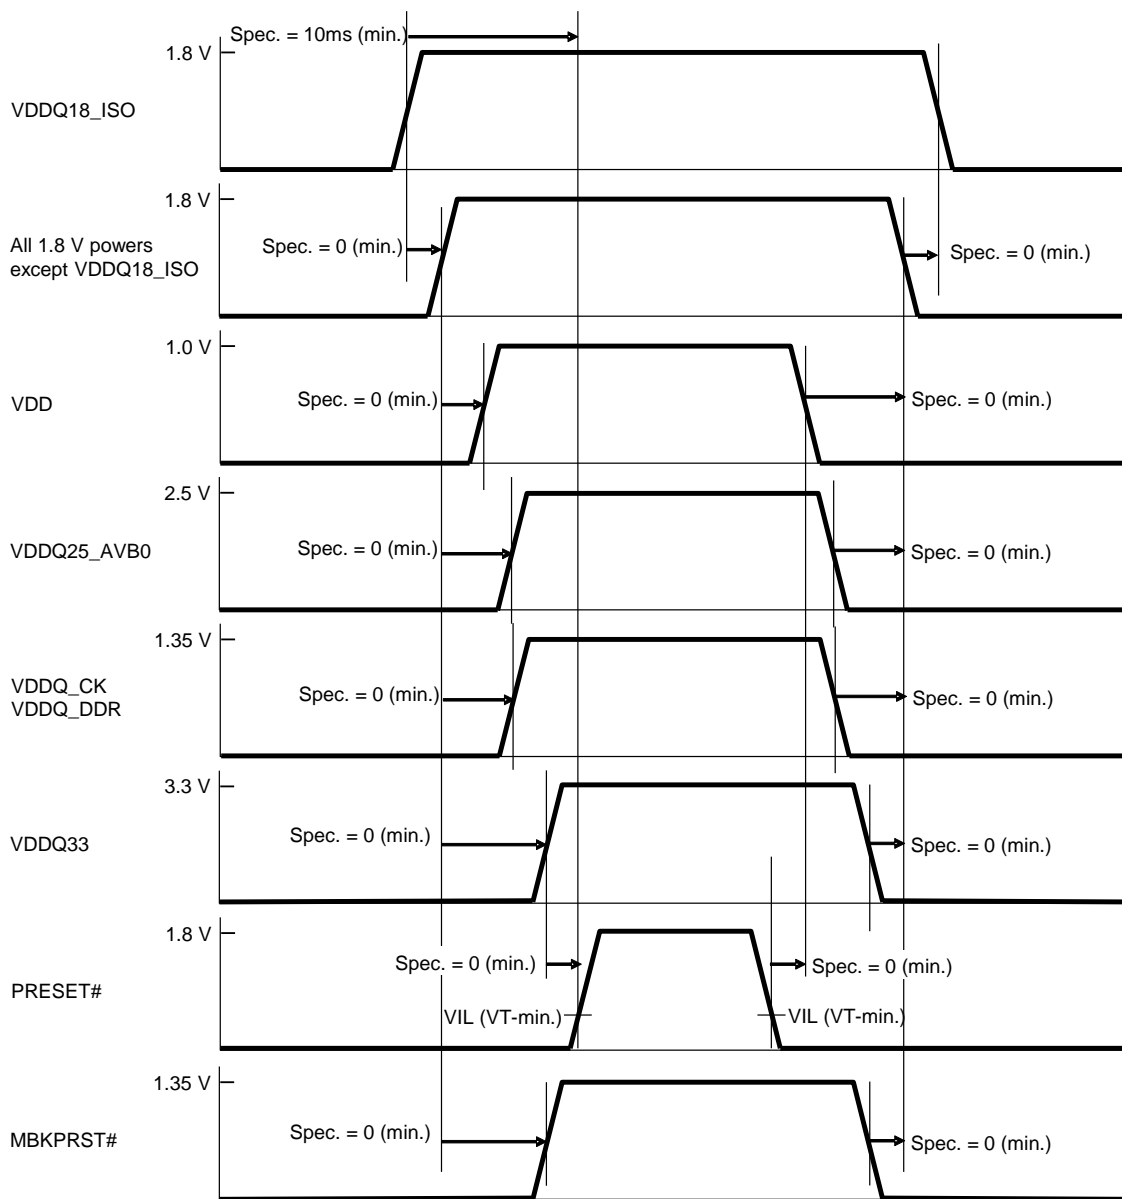 Spec. = 10ms (min.)
1.8 V
VDDQ18_ISO
1.8 V
All 1.8 V powers
except VDDQ18_ISO
Spec. = 0 (min.)
Spec. = 0 (min.)
1.0 V
VDD
Spec. = 0 (min.)
Spec. = 0 (min.)
2.5 V
VDDQ25_AVB0
Spec. = 0 (min.)
Spec. = 0 (min.)
1.35 V
VDDQ_CK
VDDQ_DDR
Spec. = 0 (min.)
Spec. = 0 (min.)
3.3 V
VDDQ33
Spec. = 0 (min.)
Spec. = 0 (min.)
1.8 V
PRESET#
Spec. = 0 (min.)
Spec. = 0 (min.)
VIL (VT-min.)
VIL (VT-min.)
1.35 V
MBKPRST#
Spec. = 0 (min.)
Spec. = 0 (min.)